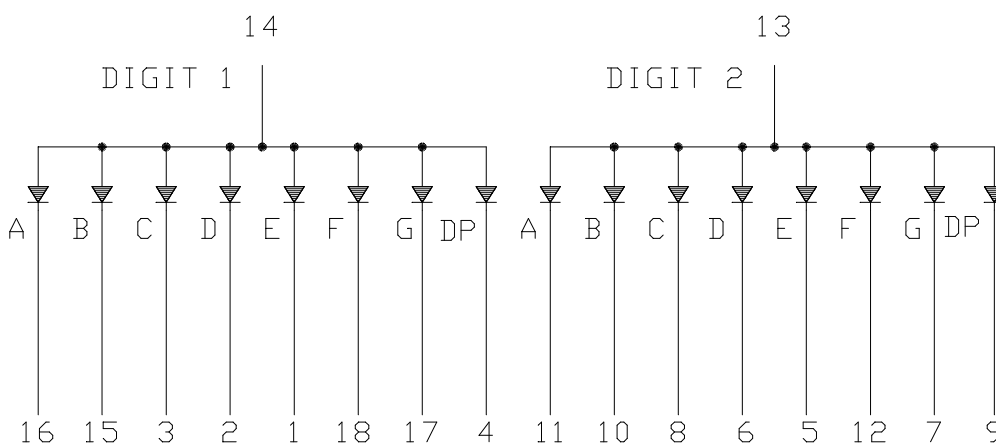 14 13
DIGIT 1 DIGIT 2
A B C D E F G DP A B C D E F G DP
16 15 3 2 1 18 17 4 11 10 8 6 5 12 7 9